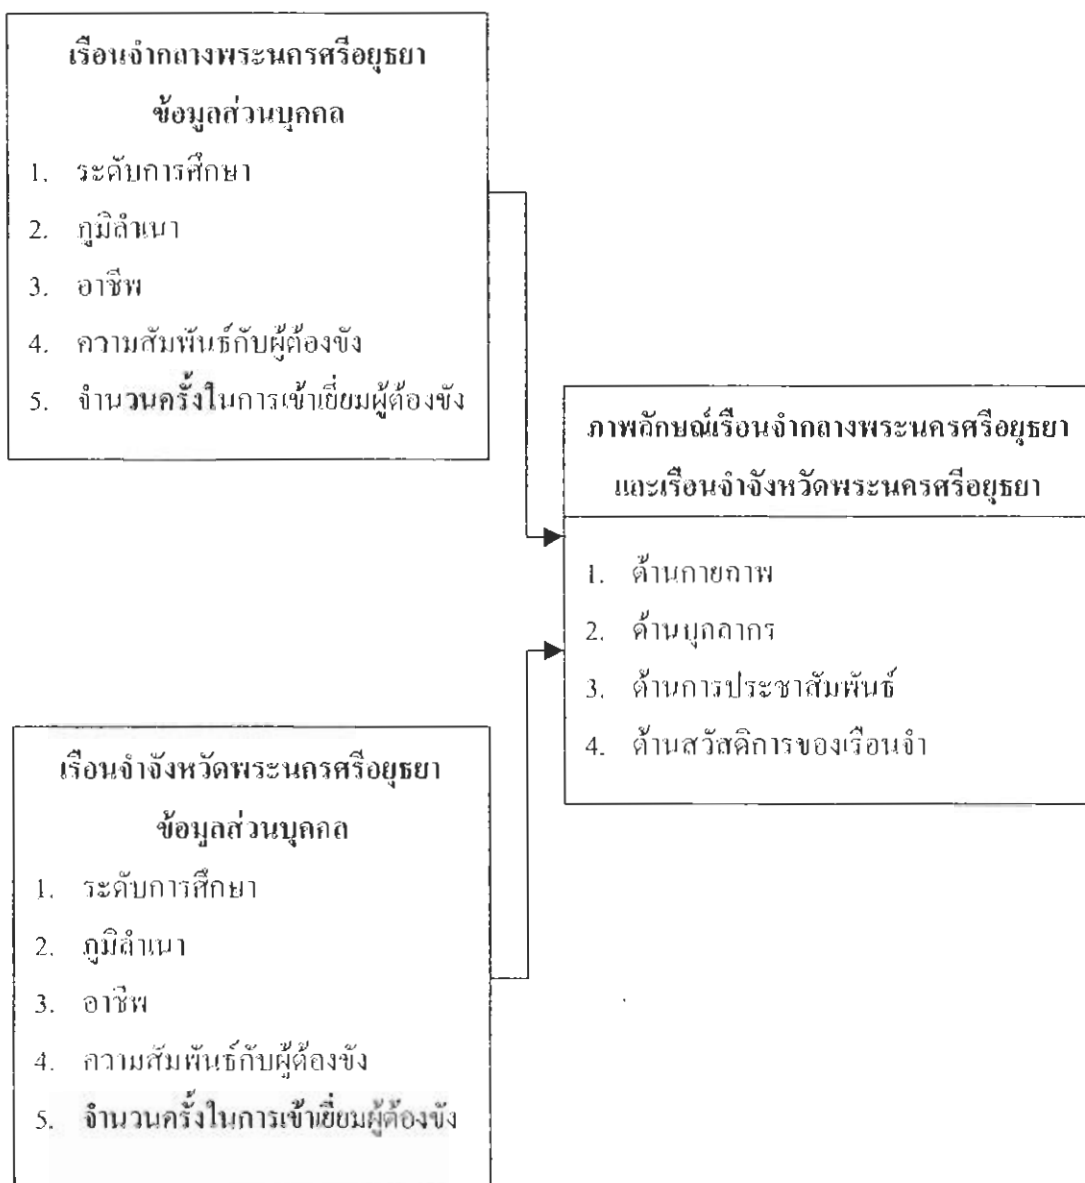 เรือนจำกลางพระนครศรีอยุธยา
ข้อมูลส่วนบุคคล
1. ระดับการศึกษา
2. ภูมิลำเนา
3. อาชีพ
4. ความสัมพันธ์กับผู้ต้องขัง
5. จำนวนครั้งในการเข้าเยี่ยมผู้ต้องขัง
ภาพลักษณ์เรือนจำกลางพระนครศรีอยุธยา
และเรือนจำจังหวัดพระนครศรีอยุธยา
1. ด้านกายภาพ
2. ด้านบุคลากร
3. ด้านการประชาสัมพันธ์
4. ด้านสวัสดิการของเรือนจำ
เรือนจำจังหวัดพระนครศรีอยุธยา
ข้อมูลส่วนบุคคล
1. ระดับการศึกษา
2. ภูมิลำเนา
3. อาชีพ
4. ความสัมพันธ์กับผู้ต้องขัง
5. จำนวนครั้งในการเข้าเยี่ยมผู้ต้องขัง